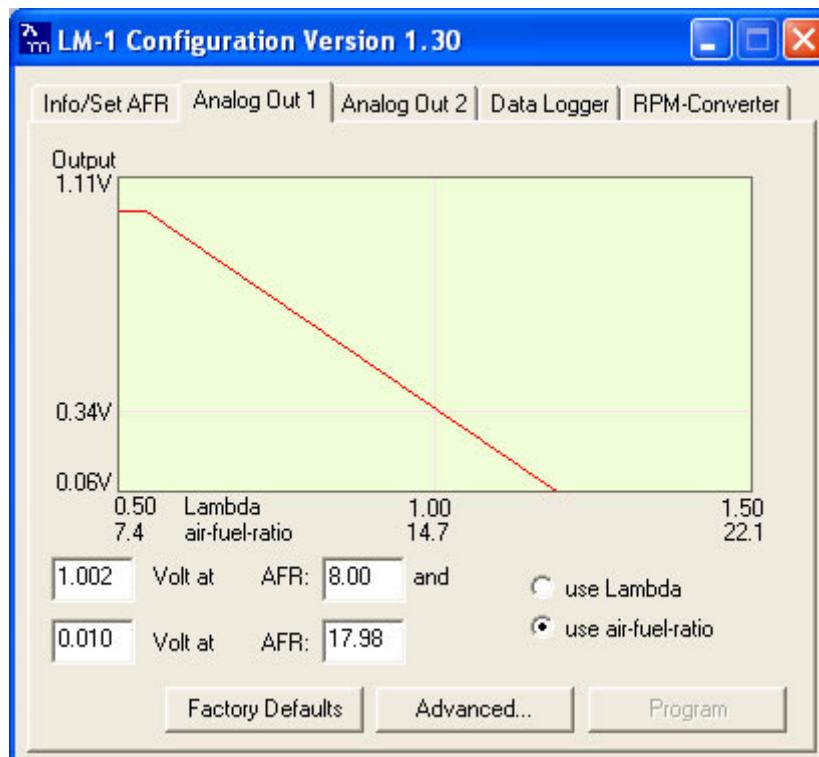 LM-1 Configuration Version 1.30
Info/Set AFR Analog Out 1 Analog Out 2 Data Logger RPM-Converter
Output
1.11V
0.34V
0.06V
0.50 Lambda 1.00 1.50
7.4 air-fuel-ratio 14.7 22.1
1.002 Volt at AFR: 8.00 and
use Lambda
0.010 Volt at AFR: 17.98
use air-fuel-ratio
Factory Defaults Advanced... Program